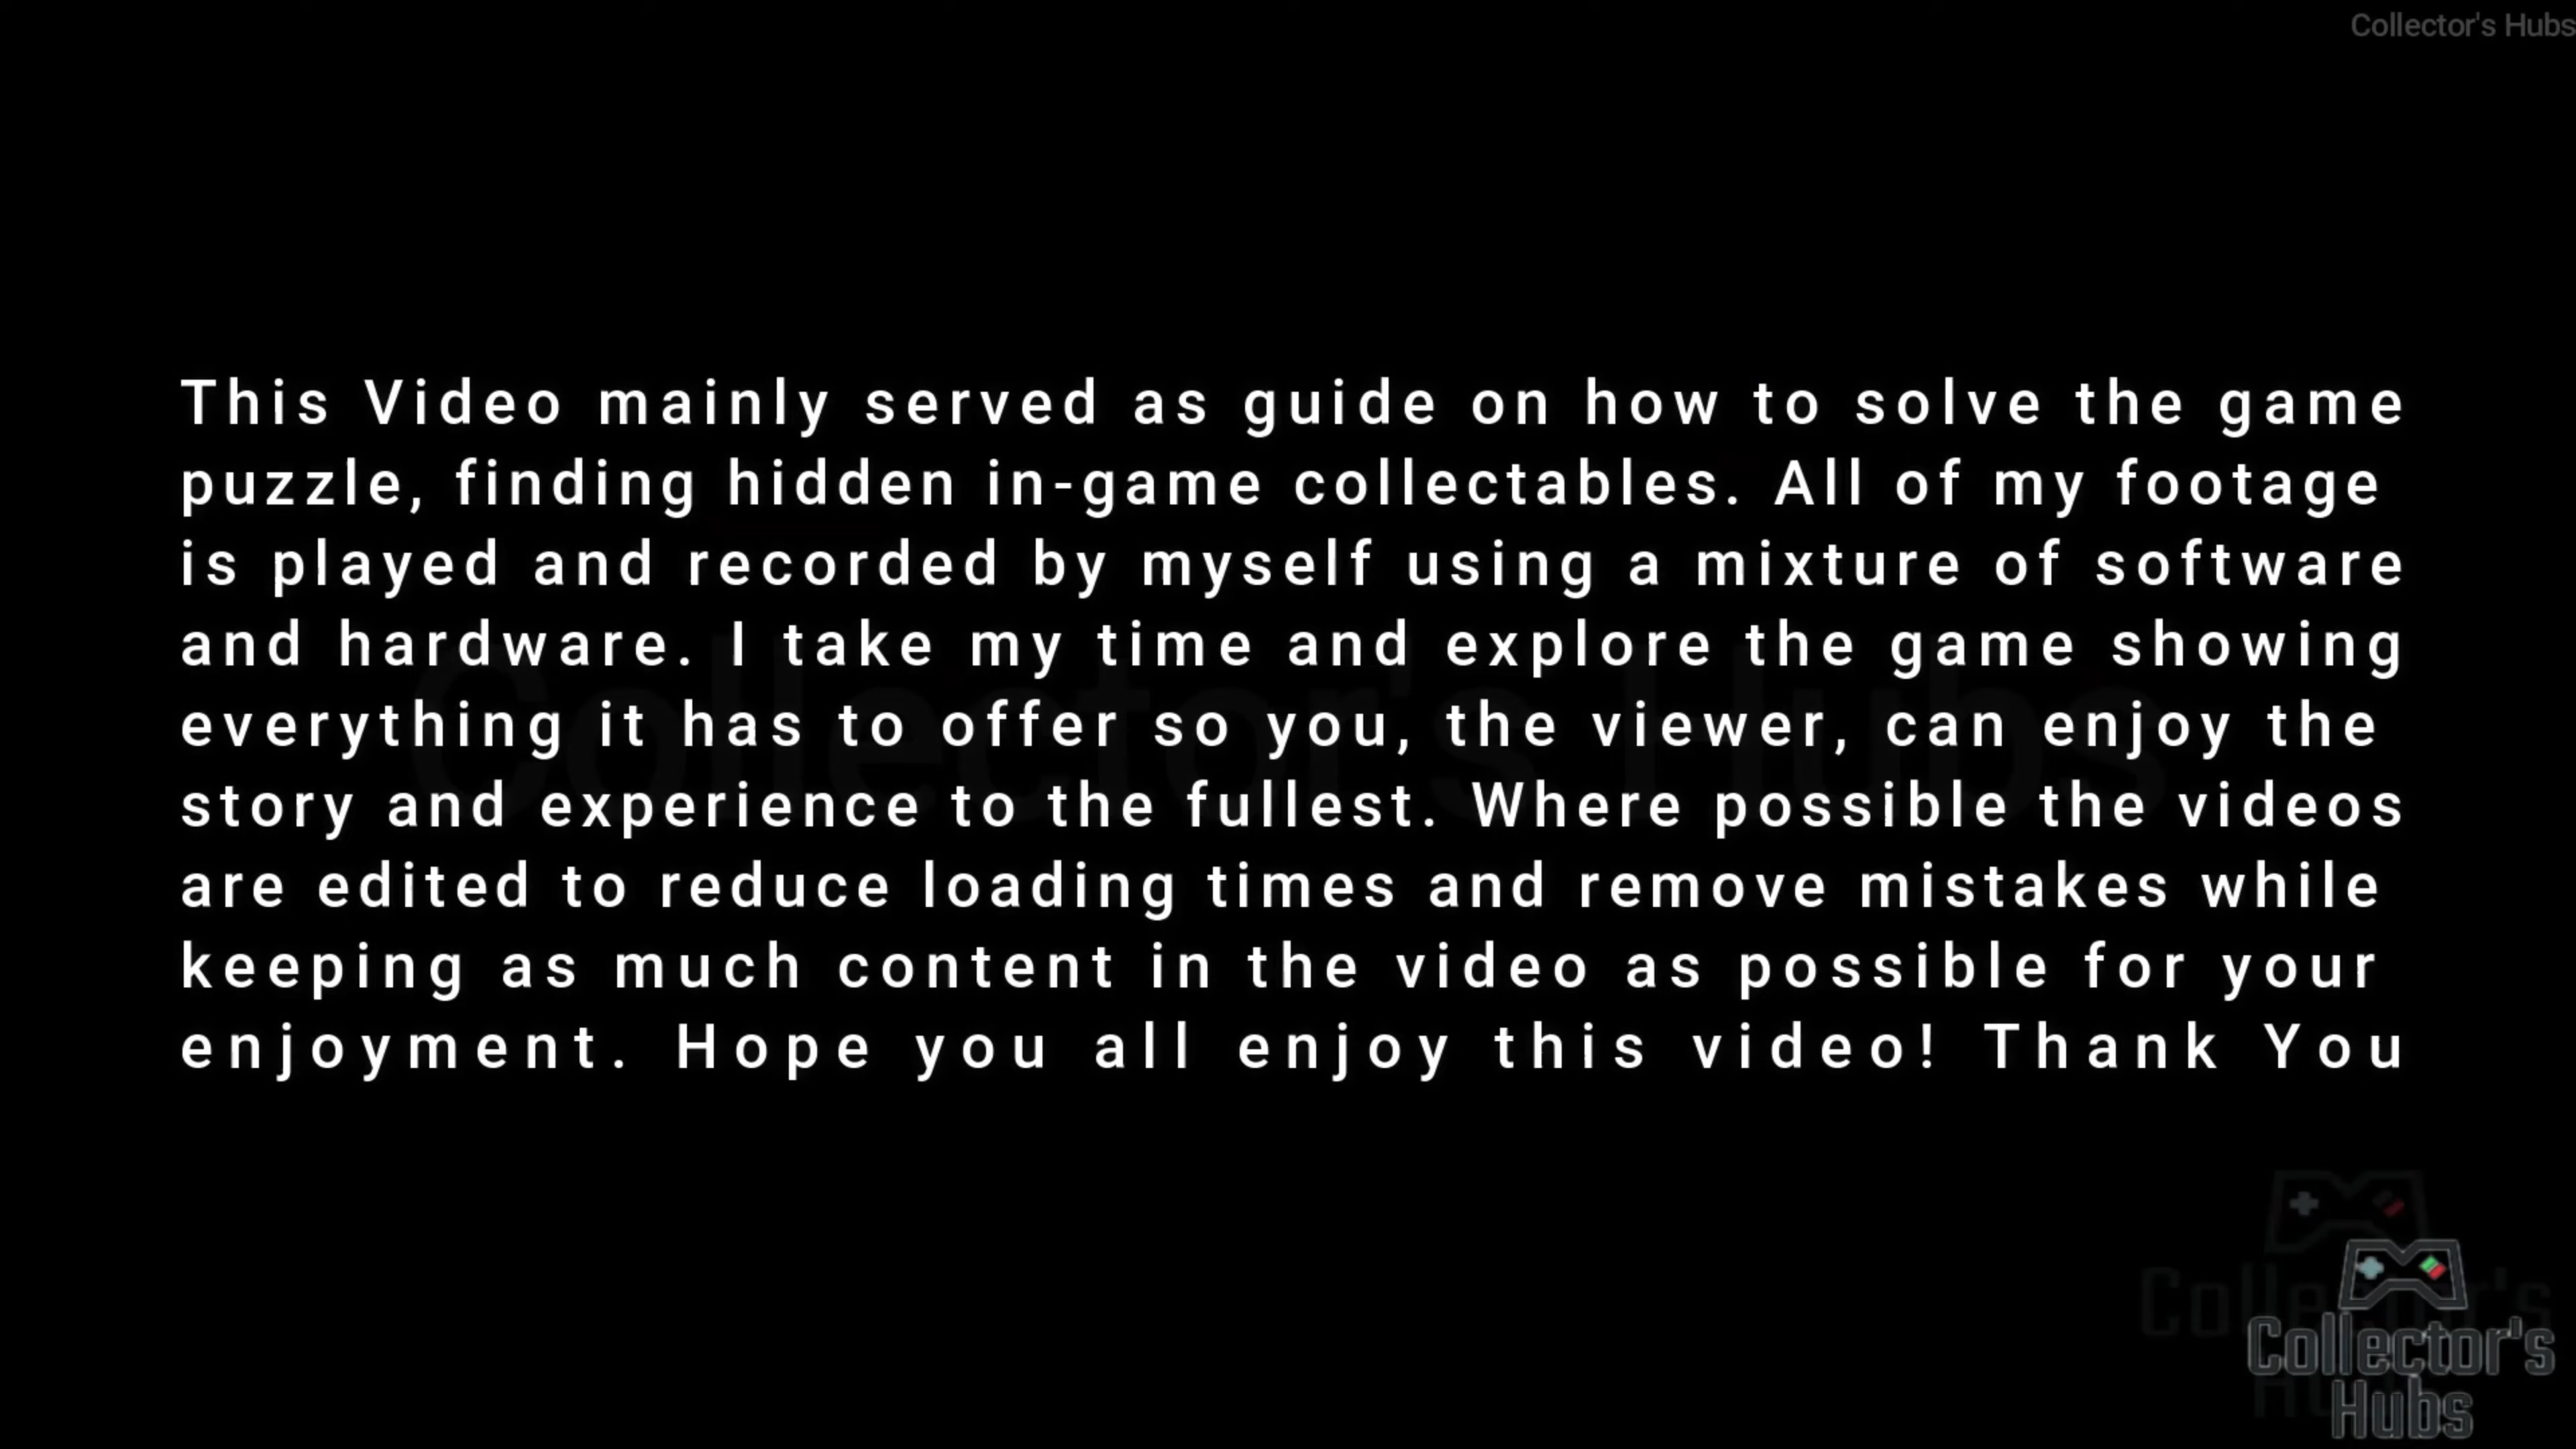 Collector's Hubs
This Video mainly served as guide on how to solve the game
puzzle, finding hidden in-game collectables. All of my footage
is played and recorded by myself using a mixture of software
and hardware. I take my time and explore the game showing
everything it has to offer so you, the viewer, can enjoy the
story and experience to the fullest. Where possible the videos
are edited to reduce loading times and remove mistakes while
keeping as much content in the video as possible for your
enjoyment. Hope you all enjoy this video! Thank You
Collector's Hubs
Collector's
Hubs